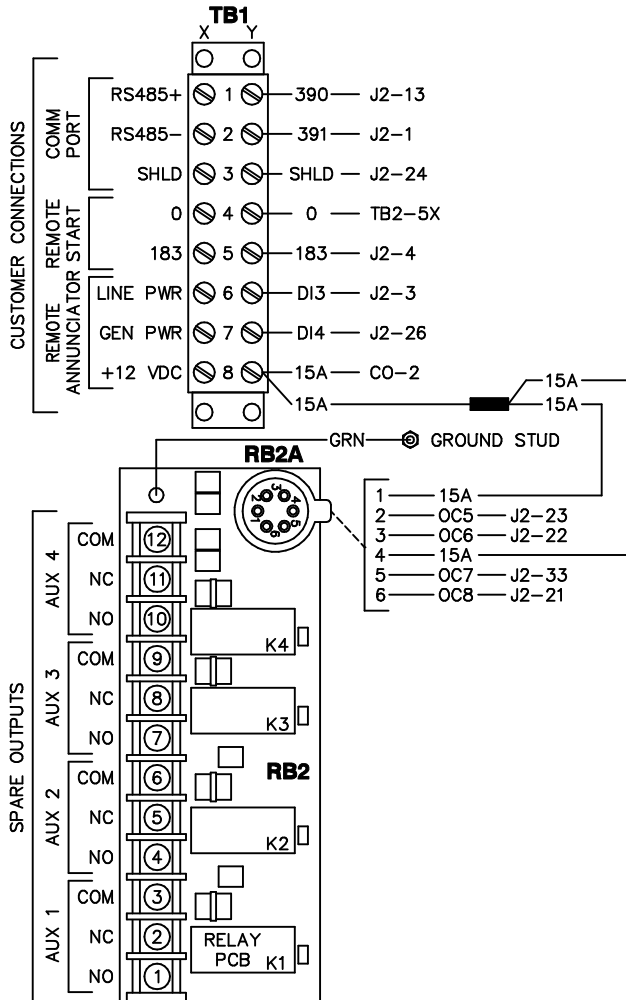 TB1
X Y
CUSTOMER CONNECTIONS
COMM PORT
RS485+ 1 390 J2-13
RS485- 2 391 J2-1
SHLD 3 SHLD J2-24
REMOTE START
0 4 0 TB2-5X
183 5 183 J2-4
REMOTE ANNUNCIATOR
LINE PWR 6 DI3 J2-3
GEN PWR 7 DI4 J2-26
+12 VDC 8 15A CO-2
15A
15A
15A
GRN GROUND STUD
RB2A
1 2 3 4 5 6
1 15A
2 OC5 J2-23
3 OC6 J2-22
4 15A
5 OC7 J2-33
6 OC8 J2-21
SPARE OUTPUTS
AUX 4
COM 12
NC 11
NO 10
K4
AUX 3
COM 9
NC 8
NO 7
K3
RB2
AUX 2
COM 6
NC 5
NO 4
K2
AUX 1
COM 3
NC 2
NO 1
RELAY
PCB K1